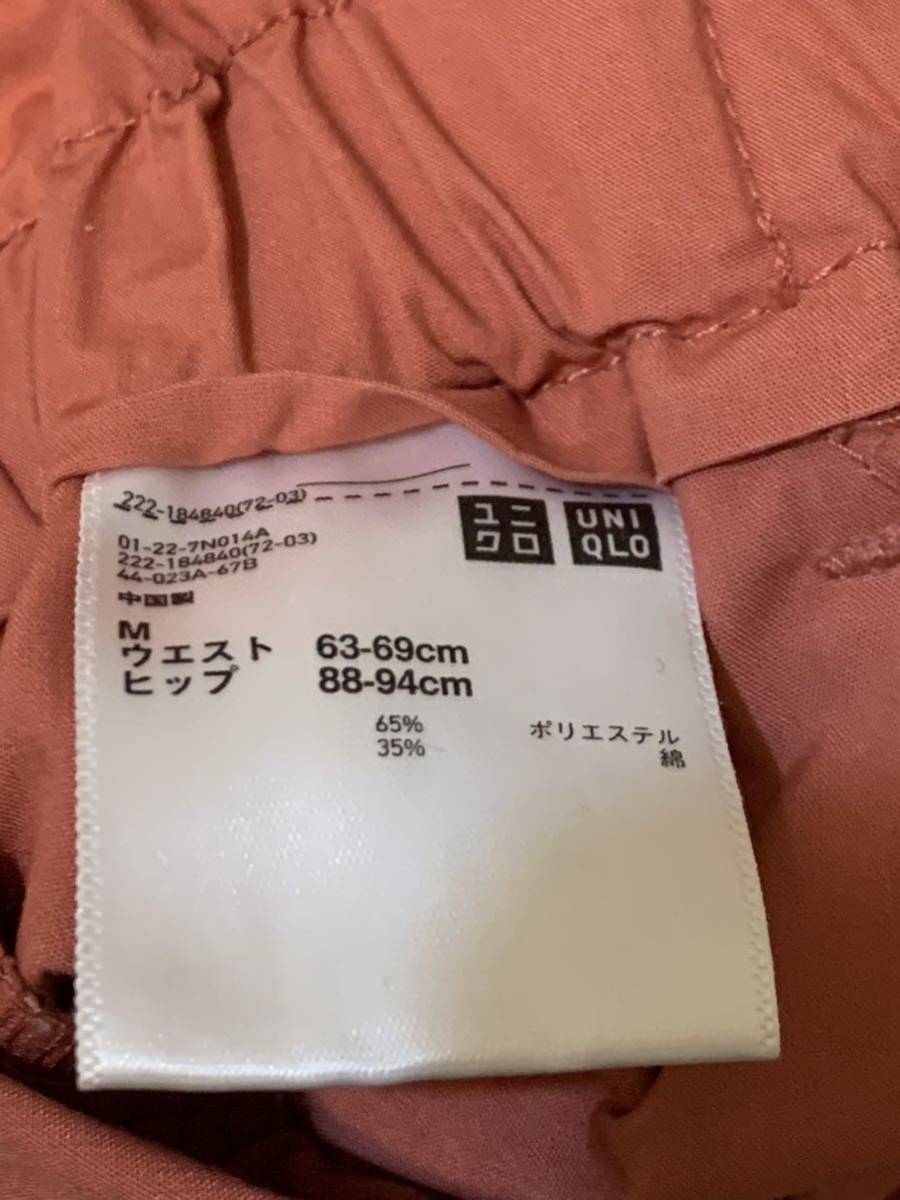 222-184840(72-03)
ユニ
クロ
UNI
QLO
01-22-7N014A
222-184840(72-03)
44-023A-67B
中国製
M
ウエスト 63-69cm
ヒップ 88-94cm
65% ポリエステル
35% 綿